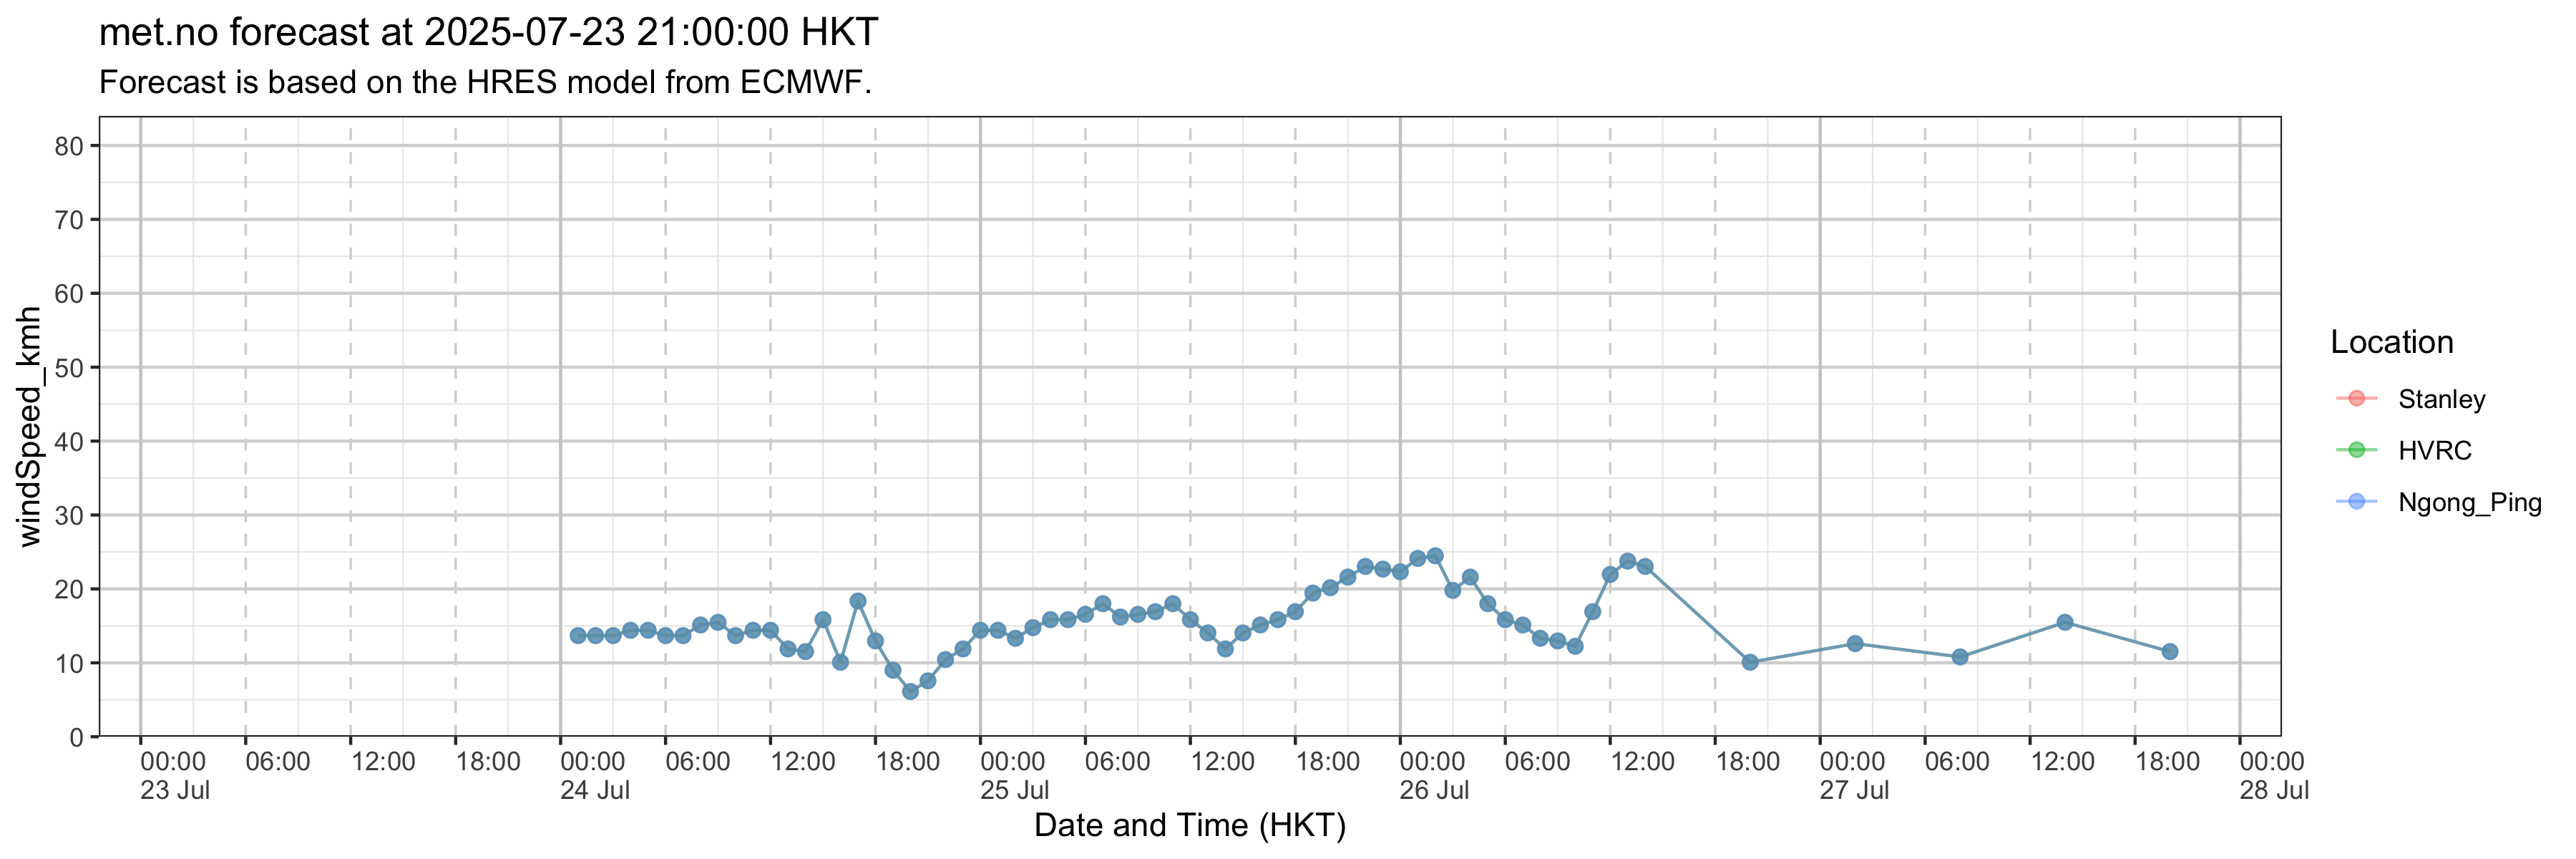 met.no forecast at 2025-07-23 21:00:00 HKT
Forecast is based on the HRES model from ECMWF.
windSpeed_kmh
80
70
60
50
40
30
20
10
0
00:00 06:00 12:00 18:00 00:00 06:00 12:00 18:00 00:00 06:00 12:00 18:00 00:00 06:00 12:00 18:00 00:00 06:00 12:00 18:00 00:00
23 Jul 24 Jul 25 Jul 26 Jul 27 Jul 28 Jul
Date and Time (HKT)
Location
Stanley
HVRC
Ngong_Ping